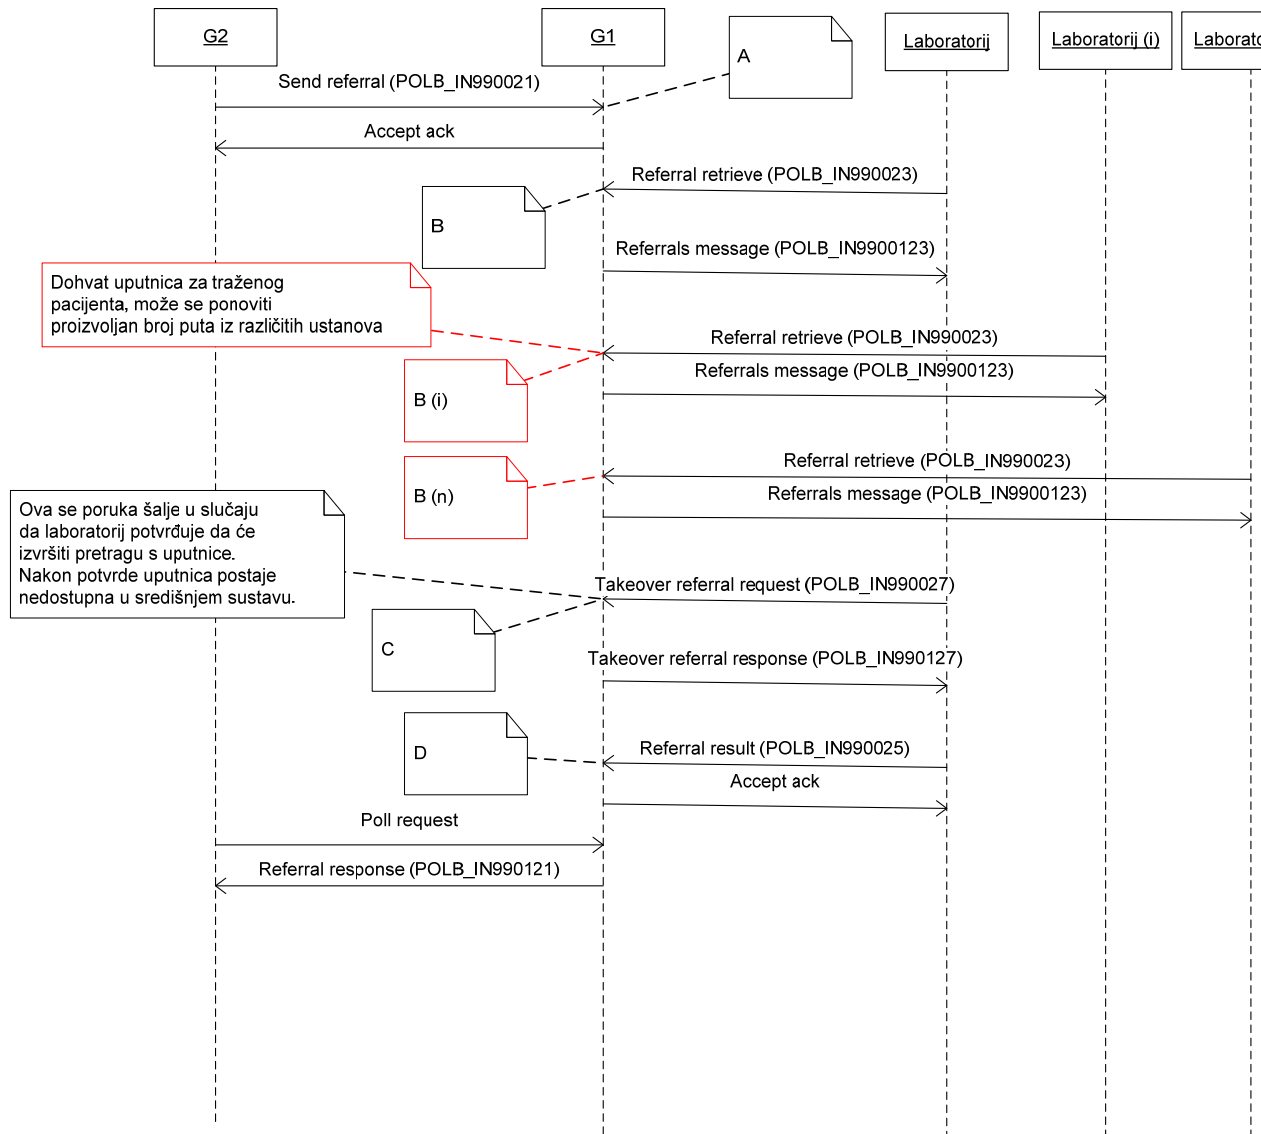 G2
G1
Laboratorij
Laboratorij (i)
Laborato
A
Send referral (POLB_IN990021)
Accept ack
Referral retrieve (POLB_IN990023)
B
Referrals message (POLB_IN9900123)
Dohvat uputnica za traženog
pacijenta, može se ponoviti
proizvoljan broj puta iz različitih ustanova
Referral retrieve (POLB_IN990023)
Referrals message (POLB_IN9900123)
B (i)
Referral retrieve (POLB_IN990023)
Referrals message (POLB_IN9900123)
B (n)
Ova se poruka šalje u slučaju
da laboratorij potvrđuje da će
izvršiti pretragu s uputnice.
Nakon potvrde uputnica postaje
nedostupna u središnjem sustavu.
Takeover referral request (POLB_IN990027)
C
Takeover referral response (POLB_IN990127)
D
Referral result (POLB_IN990025)
Accept ack
Poll request
Referral response (POLB_IN990121)